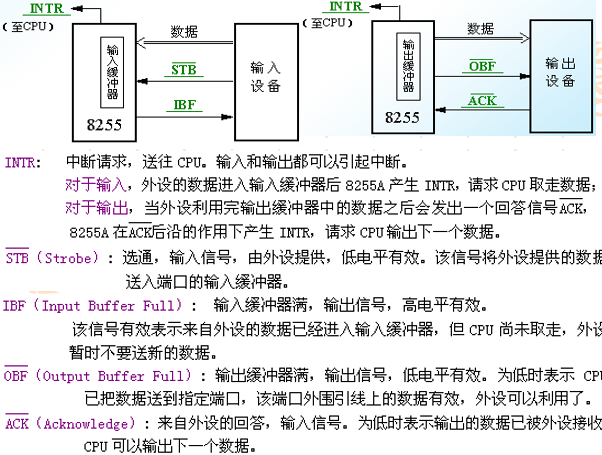 INTR
(至CPU)
数据
输入缓冲器
STB
输入设备
IBF
8255
INTR
(至CPU)
数据
输出缓冲器
OBF
输出设备
ACK
8255
INTR: 中断请求，送往 CPU。输入和输出都可以引起中断。
对于输入，外设的数据进入输入缓冲器后 8255A 产生 INTR，请求 CPU 取走数据；
对于输出，当外设利用完输出缓冲器中的数据之后会发出一个回答信号ACK，
8255A 在ACK后沿的作用下产生 INTR，请求 CPU 输出下一个数据。
STB (Strobe)：选通，输入信号，由外设提供，低电平有效。该信号将外设提供的数据
送入端口的输入缓冲器。
IBF (Input Buffer Full)： 输入缓冲器满，输出信号，高电平有效。
该信号有效表示来自外设的数据已经进入输入缓冲器，但 CPU 尚未取走，外设
暂时不要送新的数据。
OBF (Output Buffer Full)：输出缓冲器满，输出信号，低电平有效。为低时表示 CPU
已把数据送到指定端口，该端口外围引线上的数据有效，外设可以利用了。
ACK (Acknowledge)：来自外设的回答，输入信号。为低时表示输出的数据已被外设接收
CPU 可以输出下一个数据。